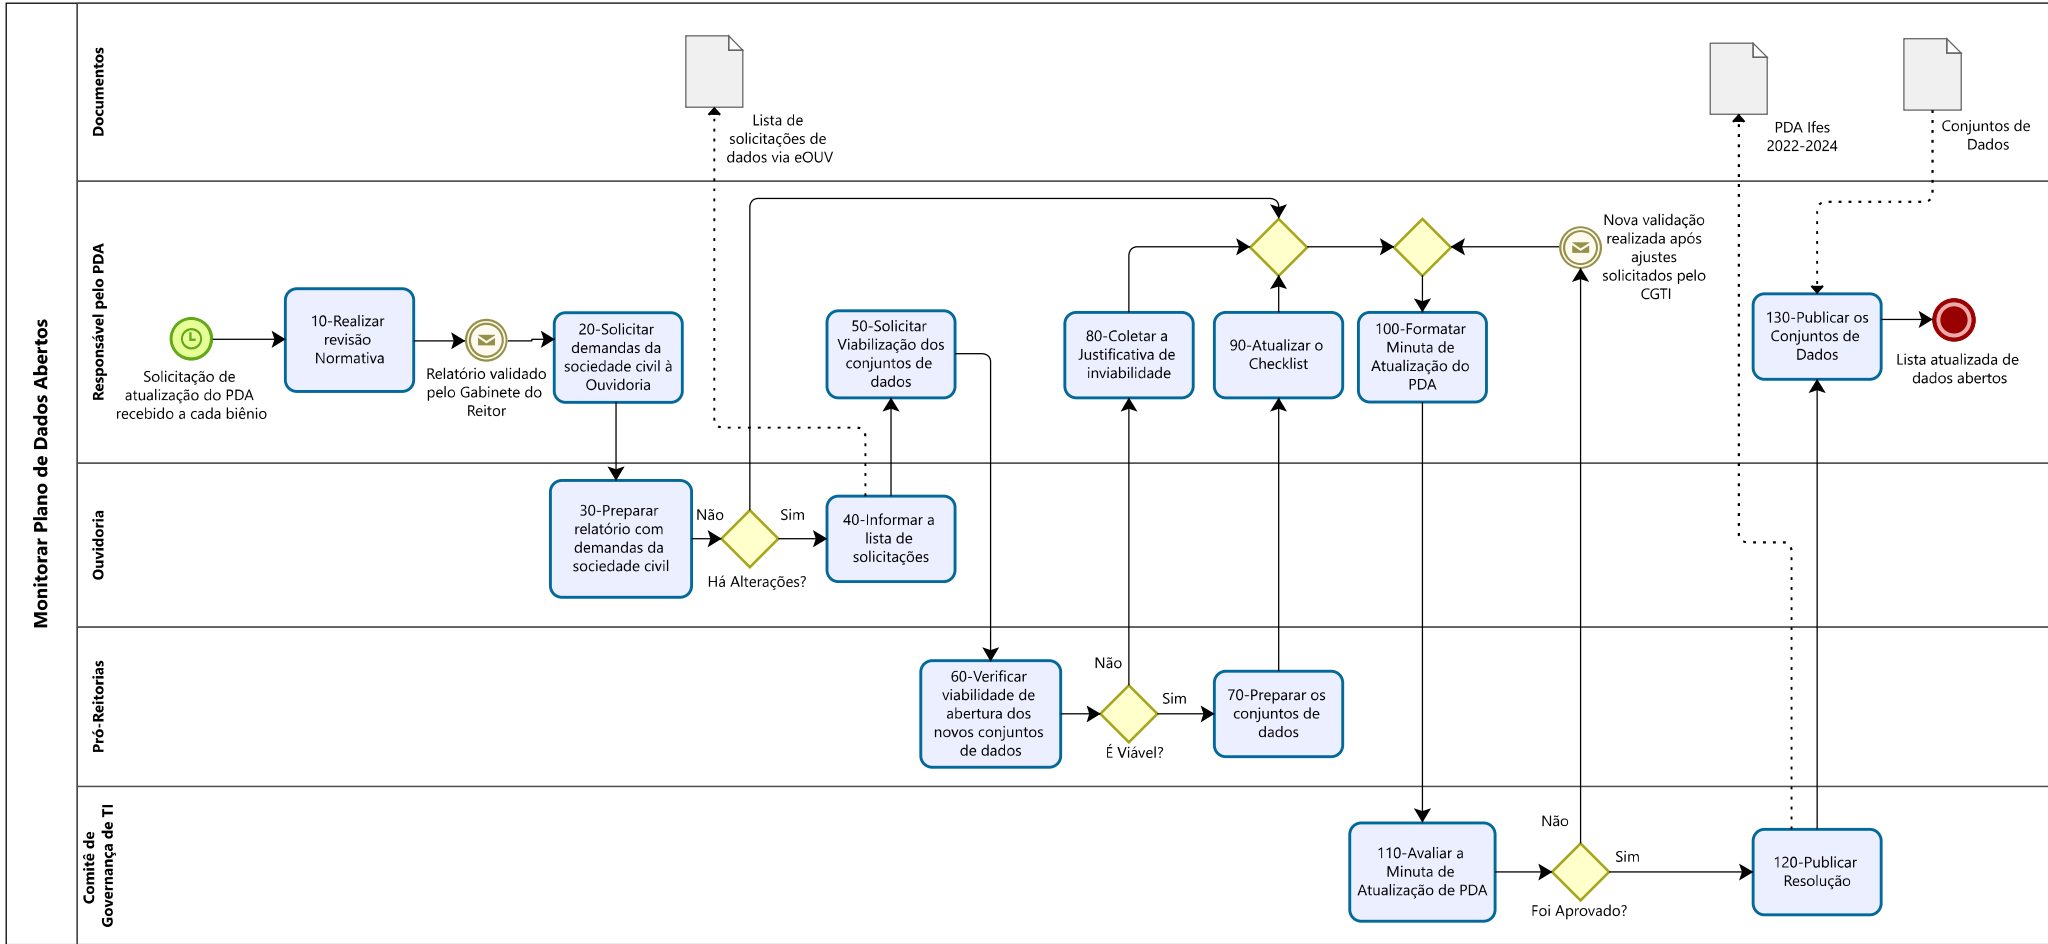 Monitorar Plano de Dados Abertos
Documentos
Lista de
solicitações de
dados via eOUV
PDA Ifes
2022-2024
Conjuntos de
Dados
Responsável pelo PDA
Solicitação de
atualização do PDA
recebido a cada biênio
10-Realizar
revisão
Normativa
Relatório validado
pelo Gabinete do
Reitor
20-Solicitar
demandas da
sociedade civil à
Ouvidoria
50-Solicitar
Viabilização dos
conjuntos de
dados
80-Coletar a
Justificativa de
inviabilidade
90-Atualizar o
Checklist
100-Formatar
Minuta de
Atualização do
PDA
Nova validação
realizada após
ajustes
solicitados pelo
CGTI
130-Publicar os
Conjuntos de
Dados
Lista atualizada de
dados abertos
Ouvidoria
30-Preparar
relatório com
demandas da
sociedade civil
Não
Sim
Há Alterações?
40-Informar a
lista de
solicitações
Pró-Reitorias
60-Verificar
viabilidade de
abertura dos
novos conjuntos
de dados
Não
Sim
É Viável?
70-Preparar os
conjuntos de
dados
Comitê de
Governança de TI
110-Avaliar a
Minuta de
Atualização de PDA
Não
Sim
Foi Aprovado?
120-Publicar
Resolução